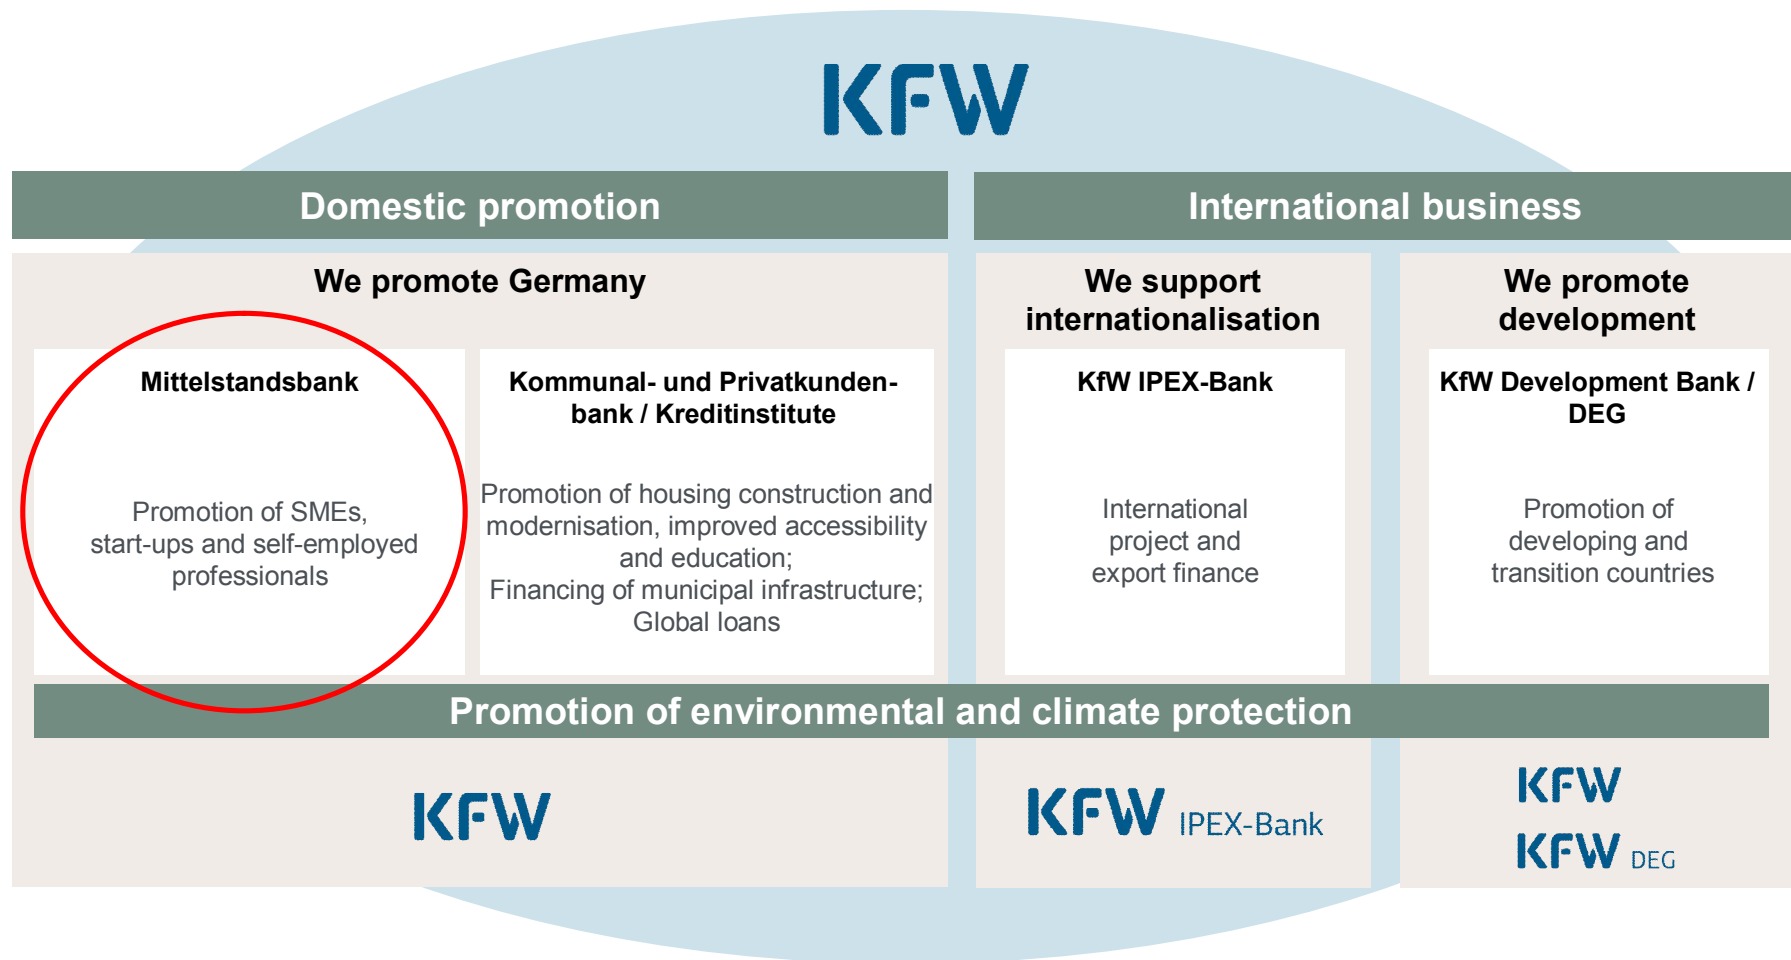 KFW
Domestic promotion
International business
We promote Germany
Mittelstandsbank
Promotion of SMEs,
start-ups and self-employed
professionals
Kommunal- und Privatkunden-
bank / Kreditinstitute
Promotion of housing construction and
modernisation, improved accessibility
and education;
Financing of municipal infrastructure;
Global loans
We support
internationalisation
KfW IPEX-Bank
International
project and
export finance
We promote
development
KfW Development Bank /
DEG
Promotion of
developing and
transition countries
Promotion of environmental and climate protection
KFW
KFW IPEX-Bank
KFW
KFW DEG